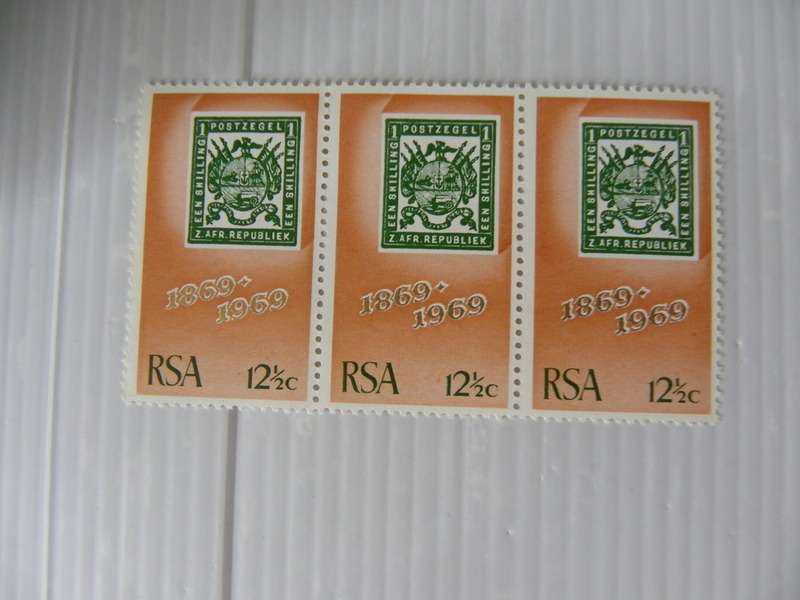 1 POSTZEGEL 1
EEN SHILLING
EEN SHILLING
Z. AFR. REPUBLIEK
1869·
1969
RSA 12½c
1 POSTZEGEL 1
EEN SHILLING
EEN SHILLING
Z. AFR. REPUBLIEK
1869·
1969
RSA 12½c
1 POSTZEGEL 1
EEN SHILLING
EEN SHILLING
Z. AFR. REPUBLIEK
1869·
1969
RSA 12½c